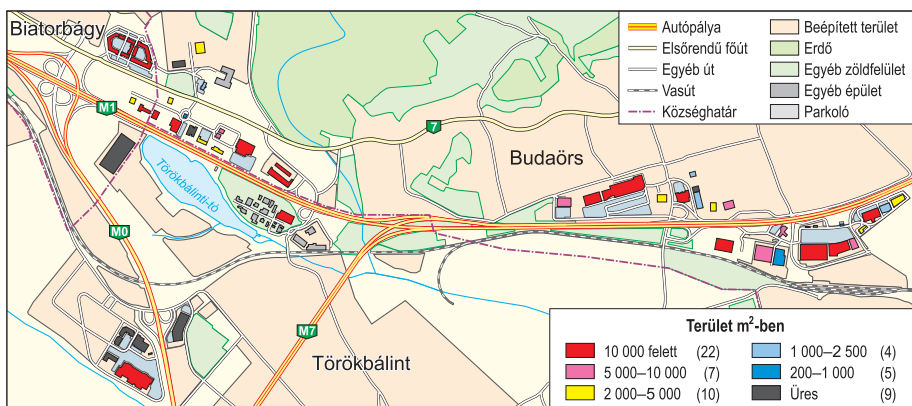 Biatorbágy
Autópálya
Elsőrendű főút
Egyéb út
Vasút
Községhatár
Beépített terület
Erdő
Egyéb zöldfelület
Egyéb épület
Parkoló
M1
7
Budaörs
Törökbálinti-tó
M0
M7
Törökbálint
Terület m²-ben
10 000 felett (22)
5 000–10 000 (7)
2 000–5 000 (10)
1 000–2 500 (4)
200–1 000 (5)
Üres (9)